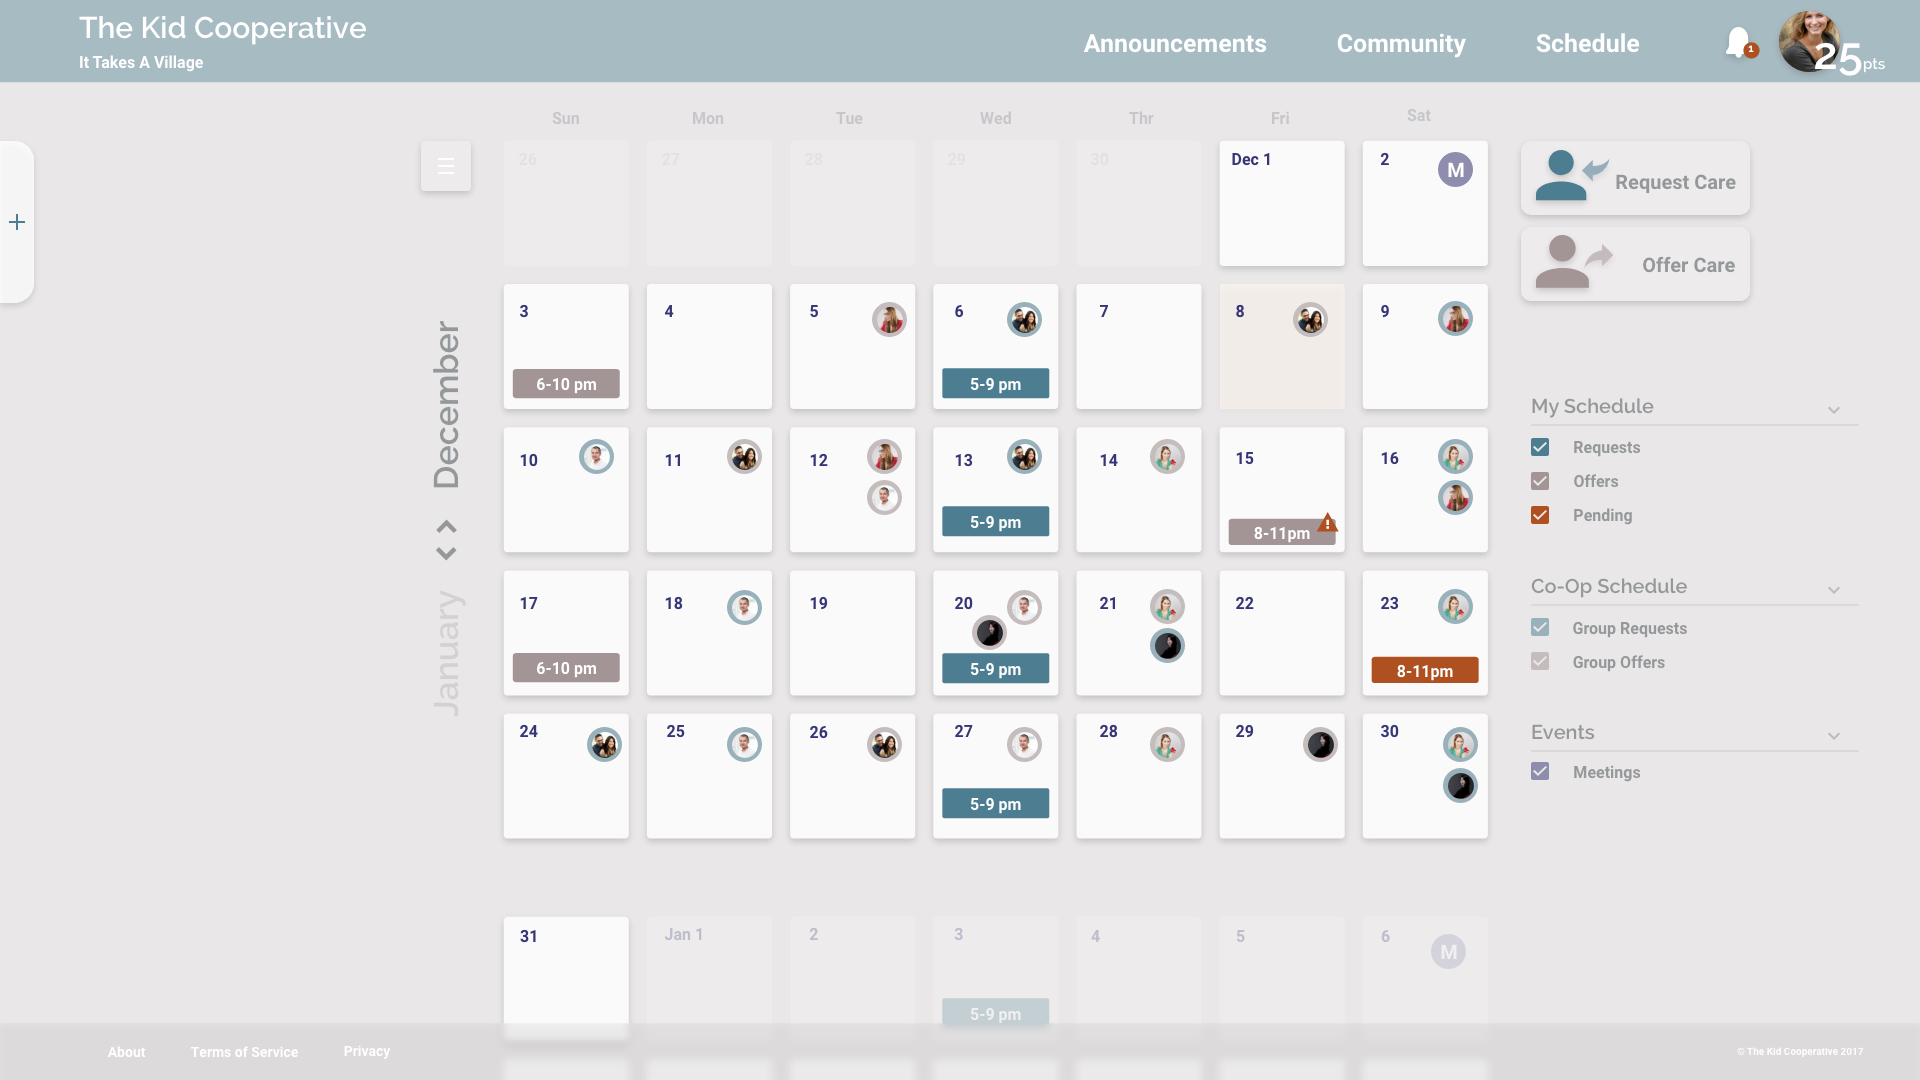 The Kid Cooperative
It Takes A Village
Announcements
Community
Schedule
1
25pts
Sun
Mon
Tue
Wed
Thr
Fri
Sat
26
27
28
29
30
Dec 1
2
M
Request Care
Offer Care
December
January
3
6-10 pm
4
5
6
5-9 pm
7
8
9
10
11
12
13
5-9 pm
14
15
8-11pm
16
17
6-10 pm
18
19
20
5-9 pm
21
22
23
8-11pm
24
25
26
27
5-9 pm
28
29
30
31
Jan 1
2
3
5-9 pm
4
5
6
M
My Schedule
Requests
Offers
Pending
Co-Op Schedule
Group Requests
Group Offers
Events
Meetings
About
Terms of Service
Privacy
© The Kid Cooperative 2017